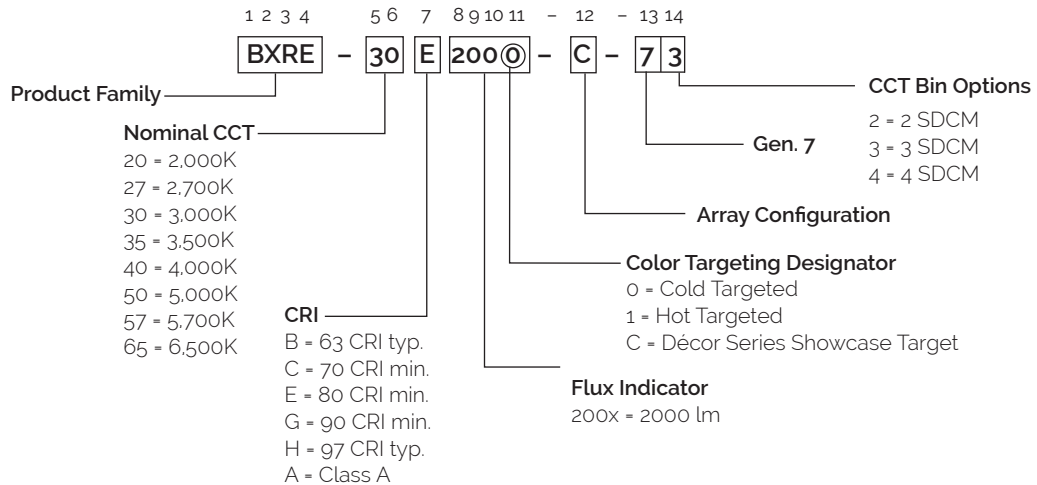 1 2 3 4 5 6 7 8 9 10 11 – 12 – 13 14
BXRE – 30 E 2000 – C – 7 3
Product Family
Nominal CCT
20 = 2,000K
27 = 2,700K
30 = 3,000K
35 = 3,500K
40 = 4,000K
50 = 5,000K
57 = 5,700K
65 = 6,500K
CRI
B = 63 CRI typ.
C = 70 CRI min.
E = 80 CRI min.
G = 90 CRI min.
H = 97 CRI typ.
A = Class A
Flux Indicator
200x = 2000 lm
Color Targeting Designator
0 = Cold Targeted
1 = Hot Targeted
C = Décor Series Showcase Target
Array Configuration
Gen. 7
CCT Bin Options
2 = 2 SDCM
3 = 3 SDCM
4 = 4 SDCM